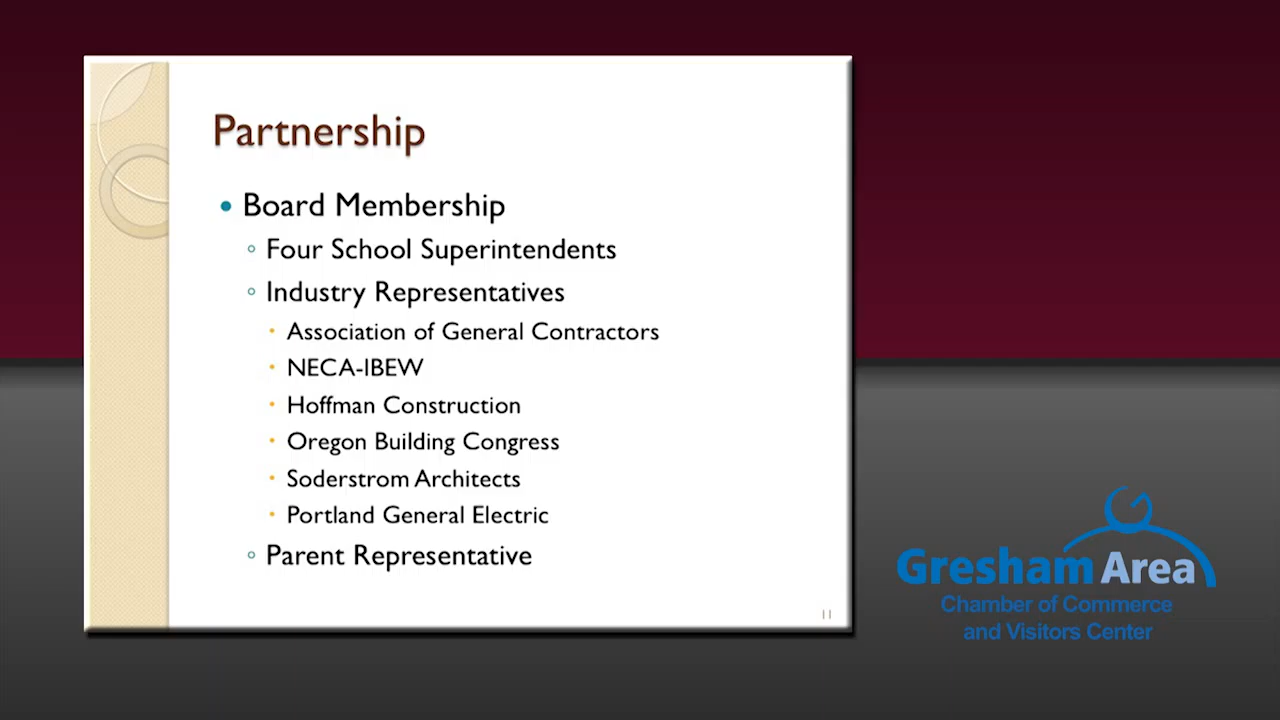 Partnership
Board Membership
Four School Superintendents
Industry Representatives
Association of General Contractors
NECA-IBEW
Hoffman Construction
Oregon Building Congress
Soderstrom Architects
Portland General Electric
Parent Representative
11
Gresham Area
Chamber of Commerce
and Visitors Center